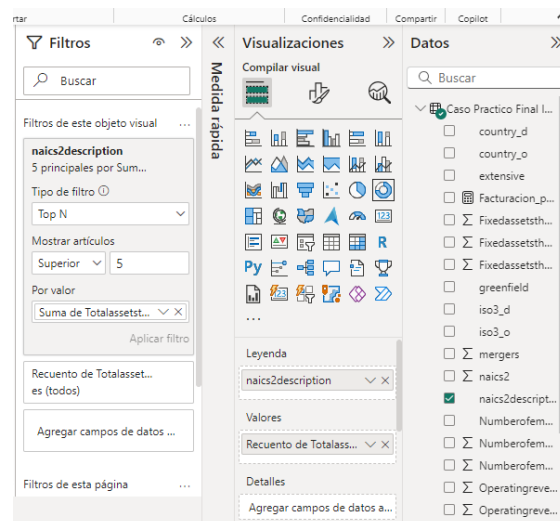 rtar
Cálculos
Confidencialidad
Compartir
Copilot
Filtros
Buscar
Filtros de este objeto visual ...
naics2description
5 principales por Sum...
Tipo de filtro
Top N
Mostrar artículos
Superior 5
Por valor
Suma de Totalassetst...
Aplicar filtro
Recuento de Totalasset...
es (todos)
Agregar campos de datos ...
Filtros de esta página ...
Medida rápida
Visualizaciones
Compilar visual
123
R
Py
...
Leyenda
naics2description
Valores
Recuento de Totalass...
Detalles
Agregar campos de datos a...
Datos
Buscar
Caso Practico Final I...
country_d
country_o
extensive
Facturacion_p...
Fixedassetsth...
Fixedassetsth...
Fixedassetsth...
greenfield
iso3_d
iso3_o
mergers
naics2
naics2descript...
Numberofem...
Numberofem...
Numberofem...
Operatingreve...
Operatingreve...